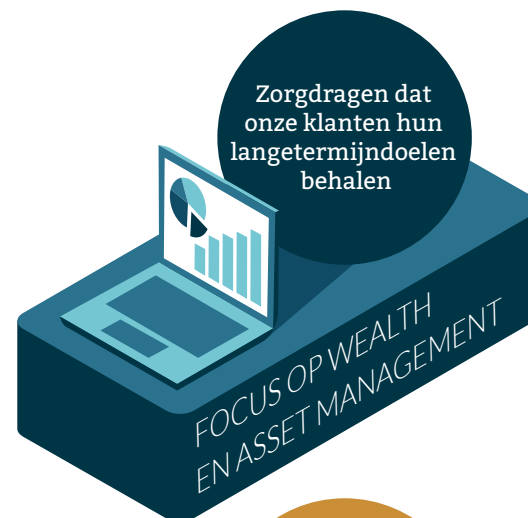 Zorgdragen dat
onze klanten hun
langetermijndoelen
behalen
FOCUS OP WEALTH
EN ASSET MANAGEMENT